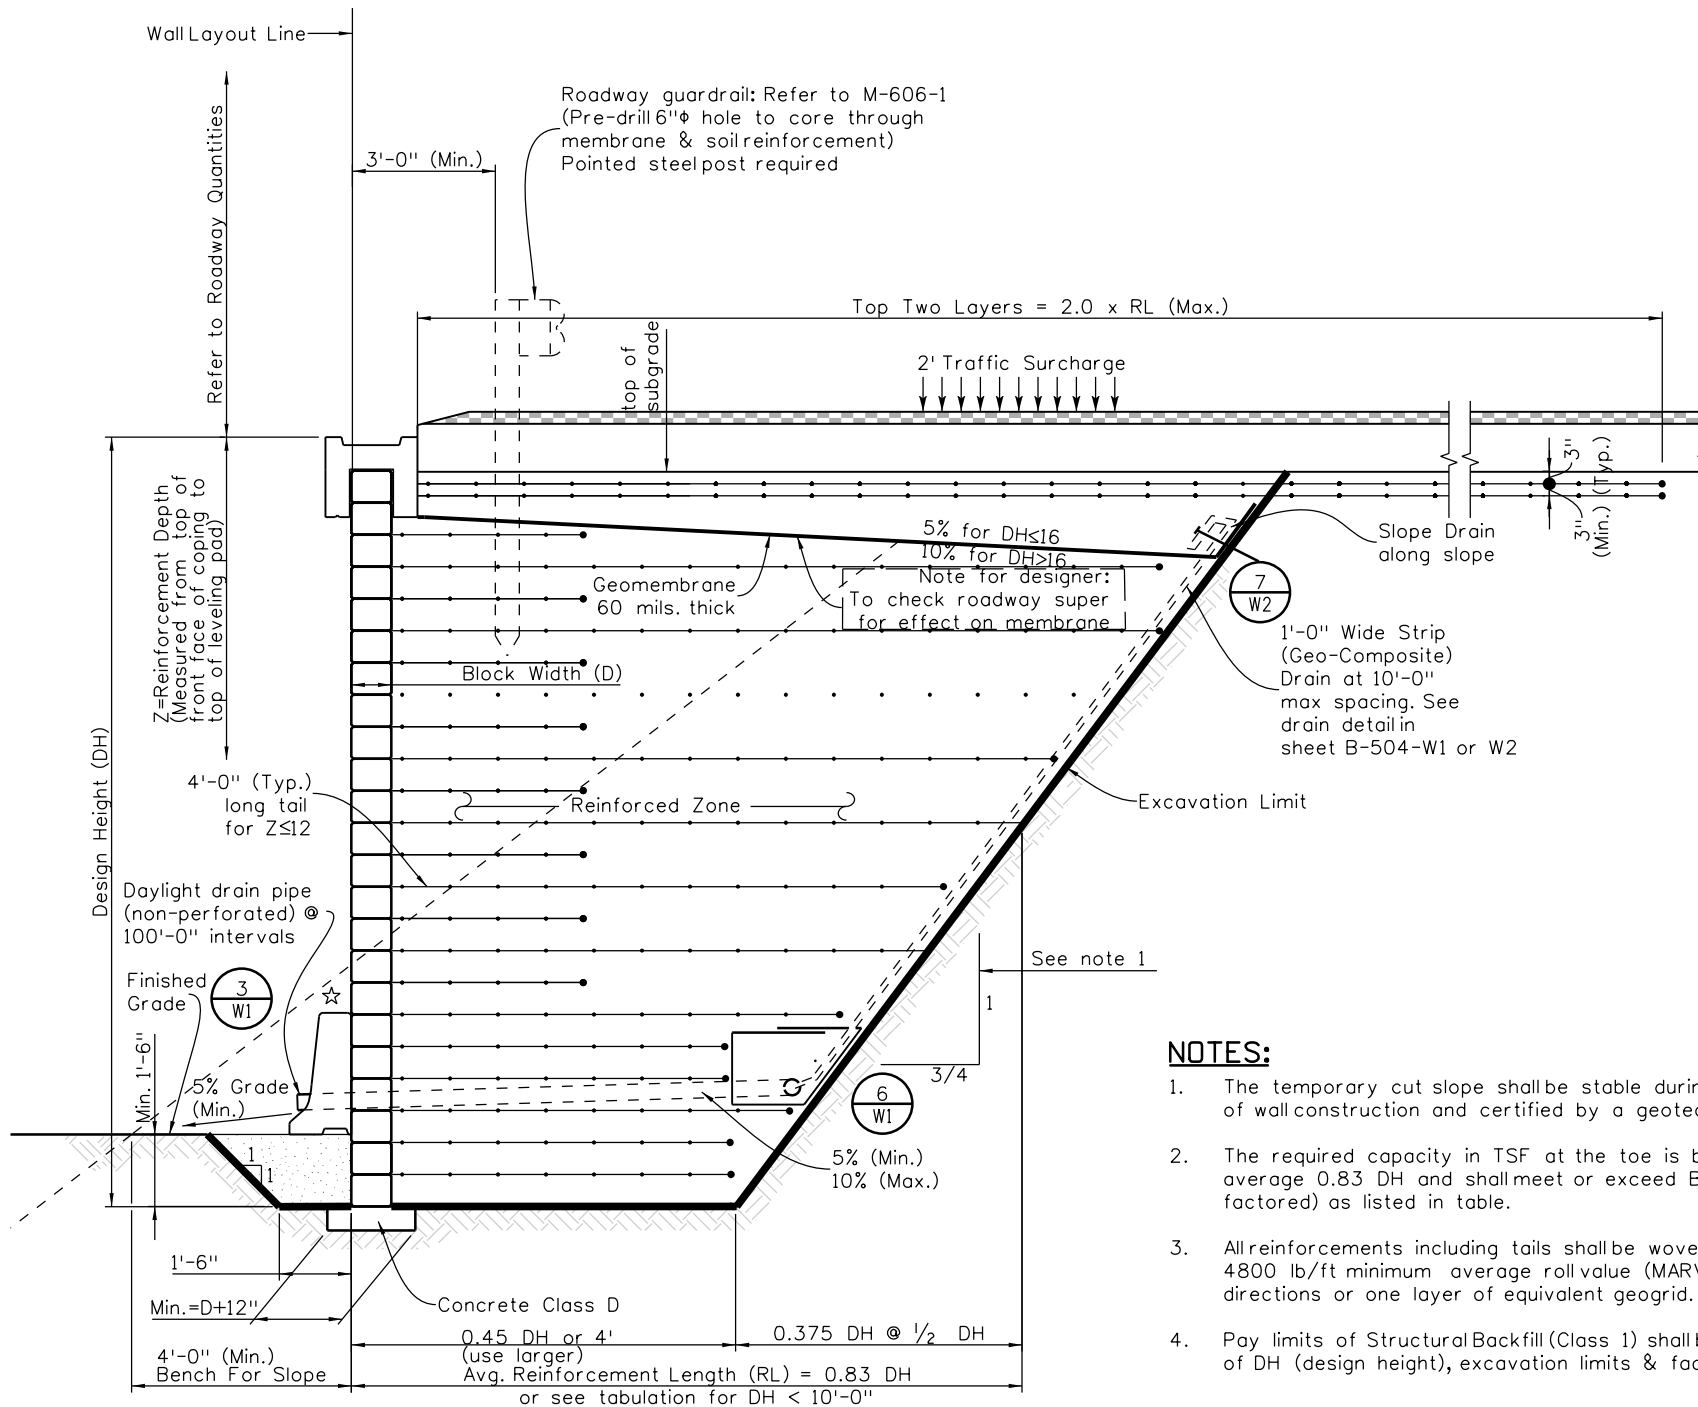 Wall Layout Line
Refer to Roadway Quantities
Roadway guardrail: Refer to M-606-1
(Pre-drill 6"Φ hole to core through
membrane & soil reinforcement)
Pointed steel post required
3'-0" (Min.)
Top Two Layers = 2.0 x RL (Max.)
top of
subgrade
2' Traffic Surcharge
3"
(Typ.)
3"
(Min.)
Z=Reinforcement Depth
(Measured from top of
front face of coping to
top of leveling pad)
5% for DH≤16
10% for DH>16
Geomembrane
60 mils. thick
Note for designer:
To check roadway super
for effect on membrane
Slope Drain
along slope
7
W2
1'-0" Wide Strip
(Geo-Composite)
Drain at 10'-0"
max spacing. See
drain detail in
sheet B-504-W1 or W2
Block Width (D)
Design Height (DH)
4'-0" (Typ.)
long tail
for Z≤12
Reinforced Zone
Excavation Limit
Daylight drain pipe
(non-perforated) @
100'-0" intervals
Finished
Grade
3
W1
See note 1
1
3/4
Min. 1'-6"
5% Grade
(Min.)
6
W1
1
1
5% (Min.)
10% (Max.)
1'-6"
Min.=D+12"
Concrete Class D
4'-0" (Min.)
Bench For Slope
0.45 DH or 4'
(use larger)
0.375 DH @ 1/2 DH
Avg. Reinforcement Length (RL) = 0.83 DH
or see tabulation for DH < 10'-0"
NOTES:
1. The temporary cut slope shall be stable
of wall construction and certified by a
2. The required capacity in TSF at the toe is
average 0.83 DH and shall meet or exceed
factored) as listed in table.
3. All reinforcements including tails shall be
4800 lb/ft minimum average roll value
directions or one layer of equivalent geogrid.
4. Pay limits of Structural Backfill (Class 1) shall
of DH (design height), excavation limits &